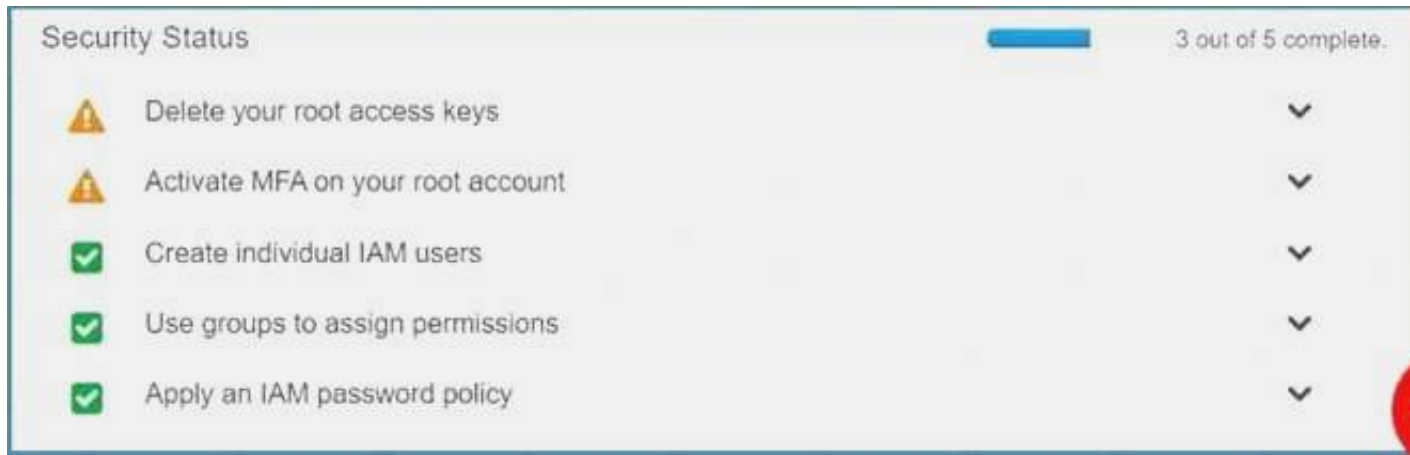 Security Status
3 out of 5 complete.
Delete your root access keys
Activate MFA on your root account
Create individual IAM users
Use groups to assign permissions
Apply an IAM password policy